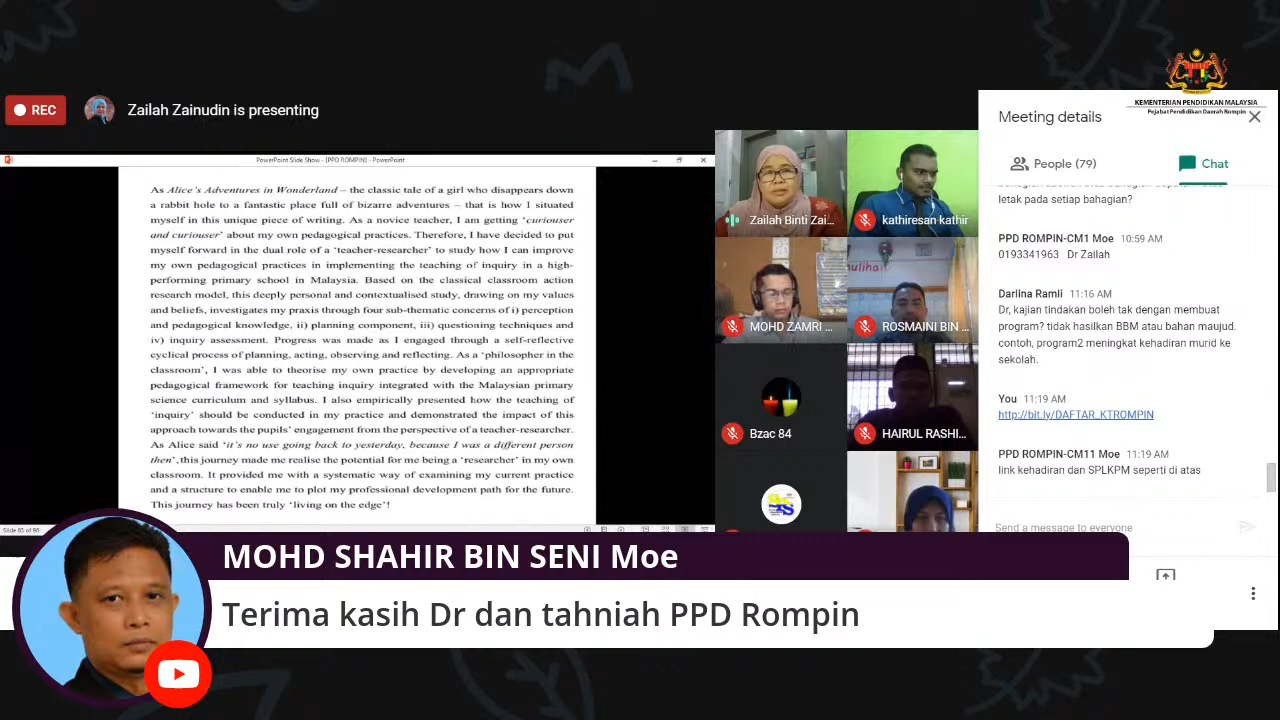 KEMENTERIAN PENDIDIKAN MALAYSIA
Pejabat Pendidikan Daerah Rompin
REC
Zailah Zainudin is presenting
PowerPoint Slide Show - [PPD ROMPIN] - PowerPoint
As Alice's Adventures in Wonderland – the classic tale of a girl who disappears down
a rabbit hole to a fantastic place full of bizarre adventures – that is how I situated
myself in this unique piece of writing. As a novice teacher, I am getting 'curiouser
and curiouser' about my own pedagogical practices. Therefore, I have decided to put
myself forward in the dual role of a 'teacher-researcher' to study how I can improve
my own pedagogical practices in implementing the teaching of inquiry in a high-
performing primary school in Malaysia. Based on the classical classroom action
research model, this deeply personal and contextualised study, drawing on my values
and beliefs, investigates my praxis through four sub-thematic concerns of i) perception
and pedagogical knowledge, ii) planning component, iii) questioning techniques and
iv) inquiry assessment. Progress was made as I engaged through a self-reflective
cyclical process of planning, acting, observing and reflecting. As a 'philosopher in the
classroom', I was able to theorise my own practice by developing an appropriate
pedagogical framework for teaching inquiry integrated with the Malaysian primary
science curriculum and syllabus. I also empirically presented how the teaching of
'inquiry' should be conducted in my practice and demonstrated the impact of this
approach towards the pupils' engagement from the perspective of a teacher-researcher.
As Alice said 'it's no use going back to yesterday, because I was a different person
then', this journey made me realise the potential for me being a 'researcher' in my own
classroom. It provided me with a systematic way of examining my current practice
and a structure to enable me to plot my professional development path for the future.
This journey has been truly 'living on the edge'!
Zailah Binti Zai...
kathiresan kathir
MOHD ZAMRI ...
ROSMAINI BIN ...
Bzac 84
HAIRUL RASHI...
Meeting details
People (79)
Chat
letak pada setiap bahagian?
PPD ROMPIN-CM1 Moe 10:59 AM
0193341963 Dr Zailah
Darlina Ramli 11:16 AM
Dr, kajian tindakan boleh tak dengan membuat
program? tidak hasilkan BBM atau bahan maujud.
contoh, program2 meningkat kehadiran murid ke
sekolah.
You 11:19 AM
http://bit.ly/DAFTAR_KTROMPIN
PPD ROMPIN-CM11 Moe 11:19 AM
link kehadiran dan SPLKPM seperti di atas
Send a message to everyone
MOHD SHAHIR BIN SENI Moe
Terima kasih Dr dan tahniah PPD Rompin